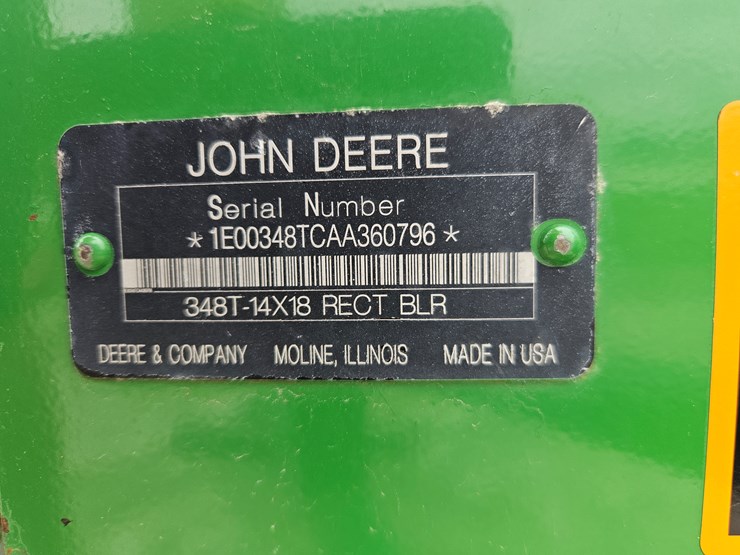 JOHN DEERE
Serial Number
*1E00348TCAA360796*
348T-14X18 RECT BLR
DEERE & COMPANY MOLINE, ILLINOIS MADE IN USA